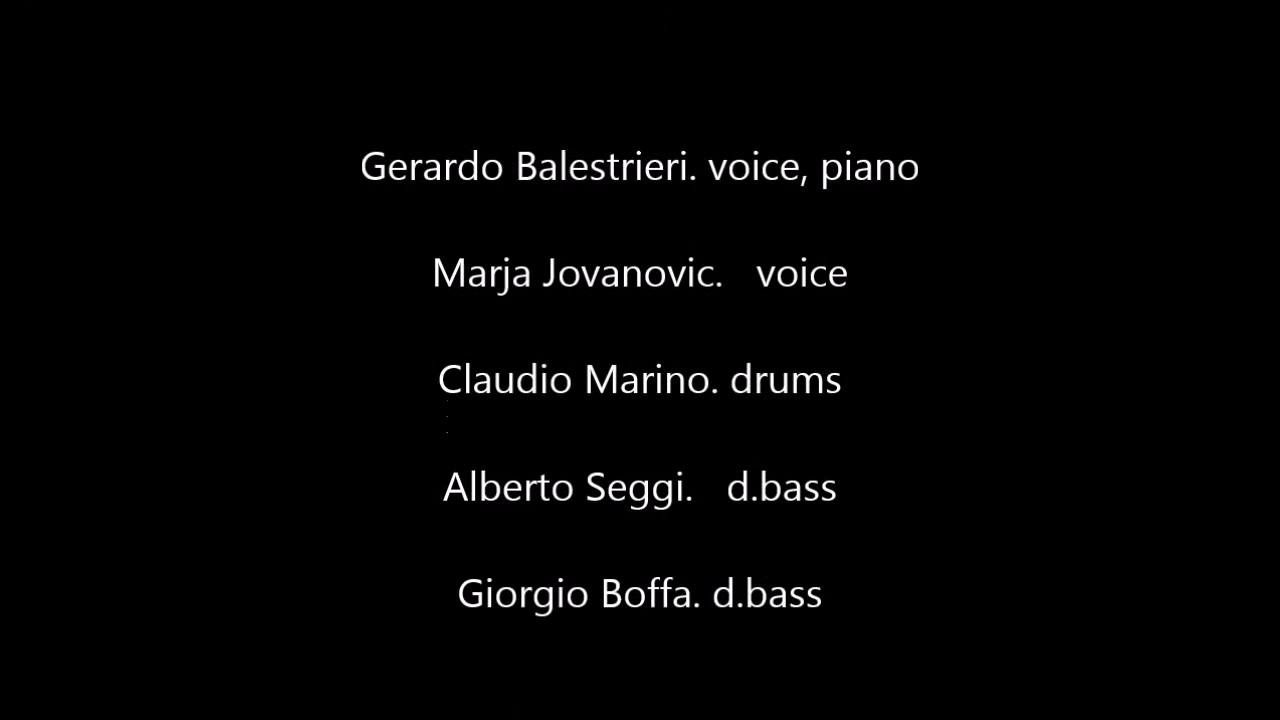 Gerardo Balestrieri. voice, piano
Marja Jovanovic.   voice
Claudio Marino. drums
Alberto Seggi.   d.bass
Giorgio Boffa. d.bass